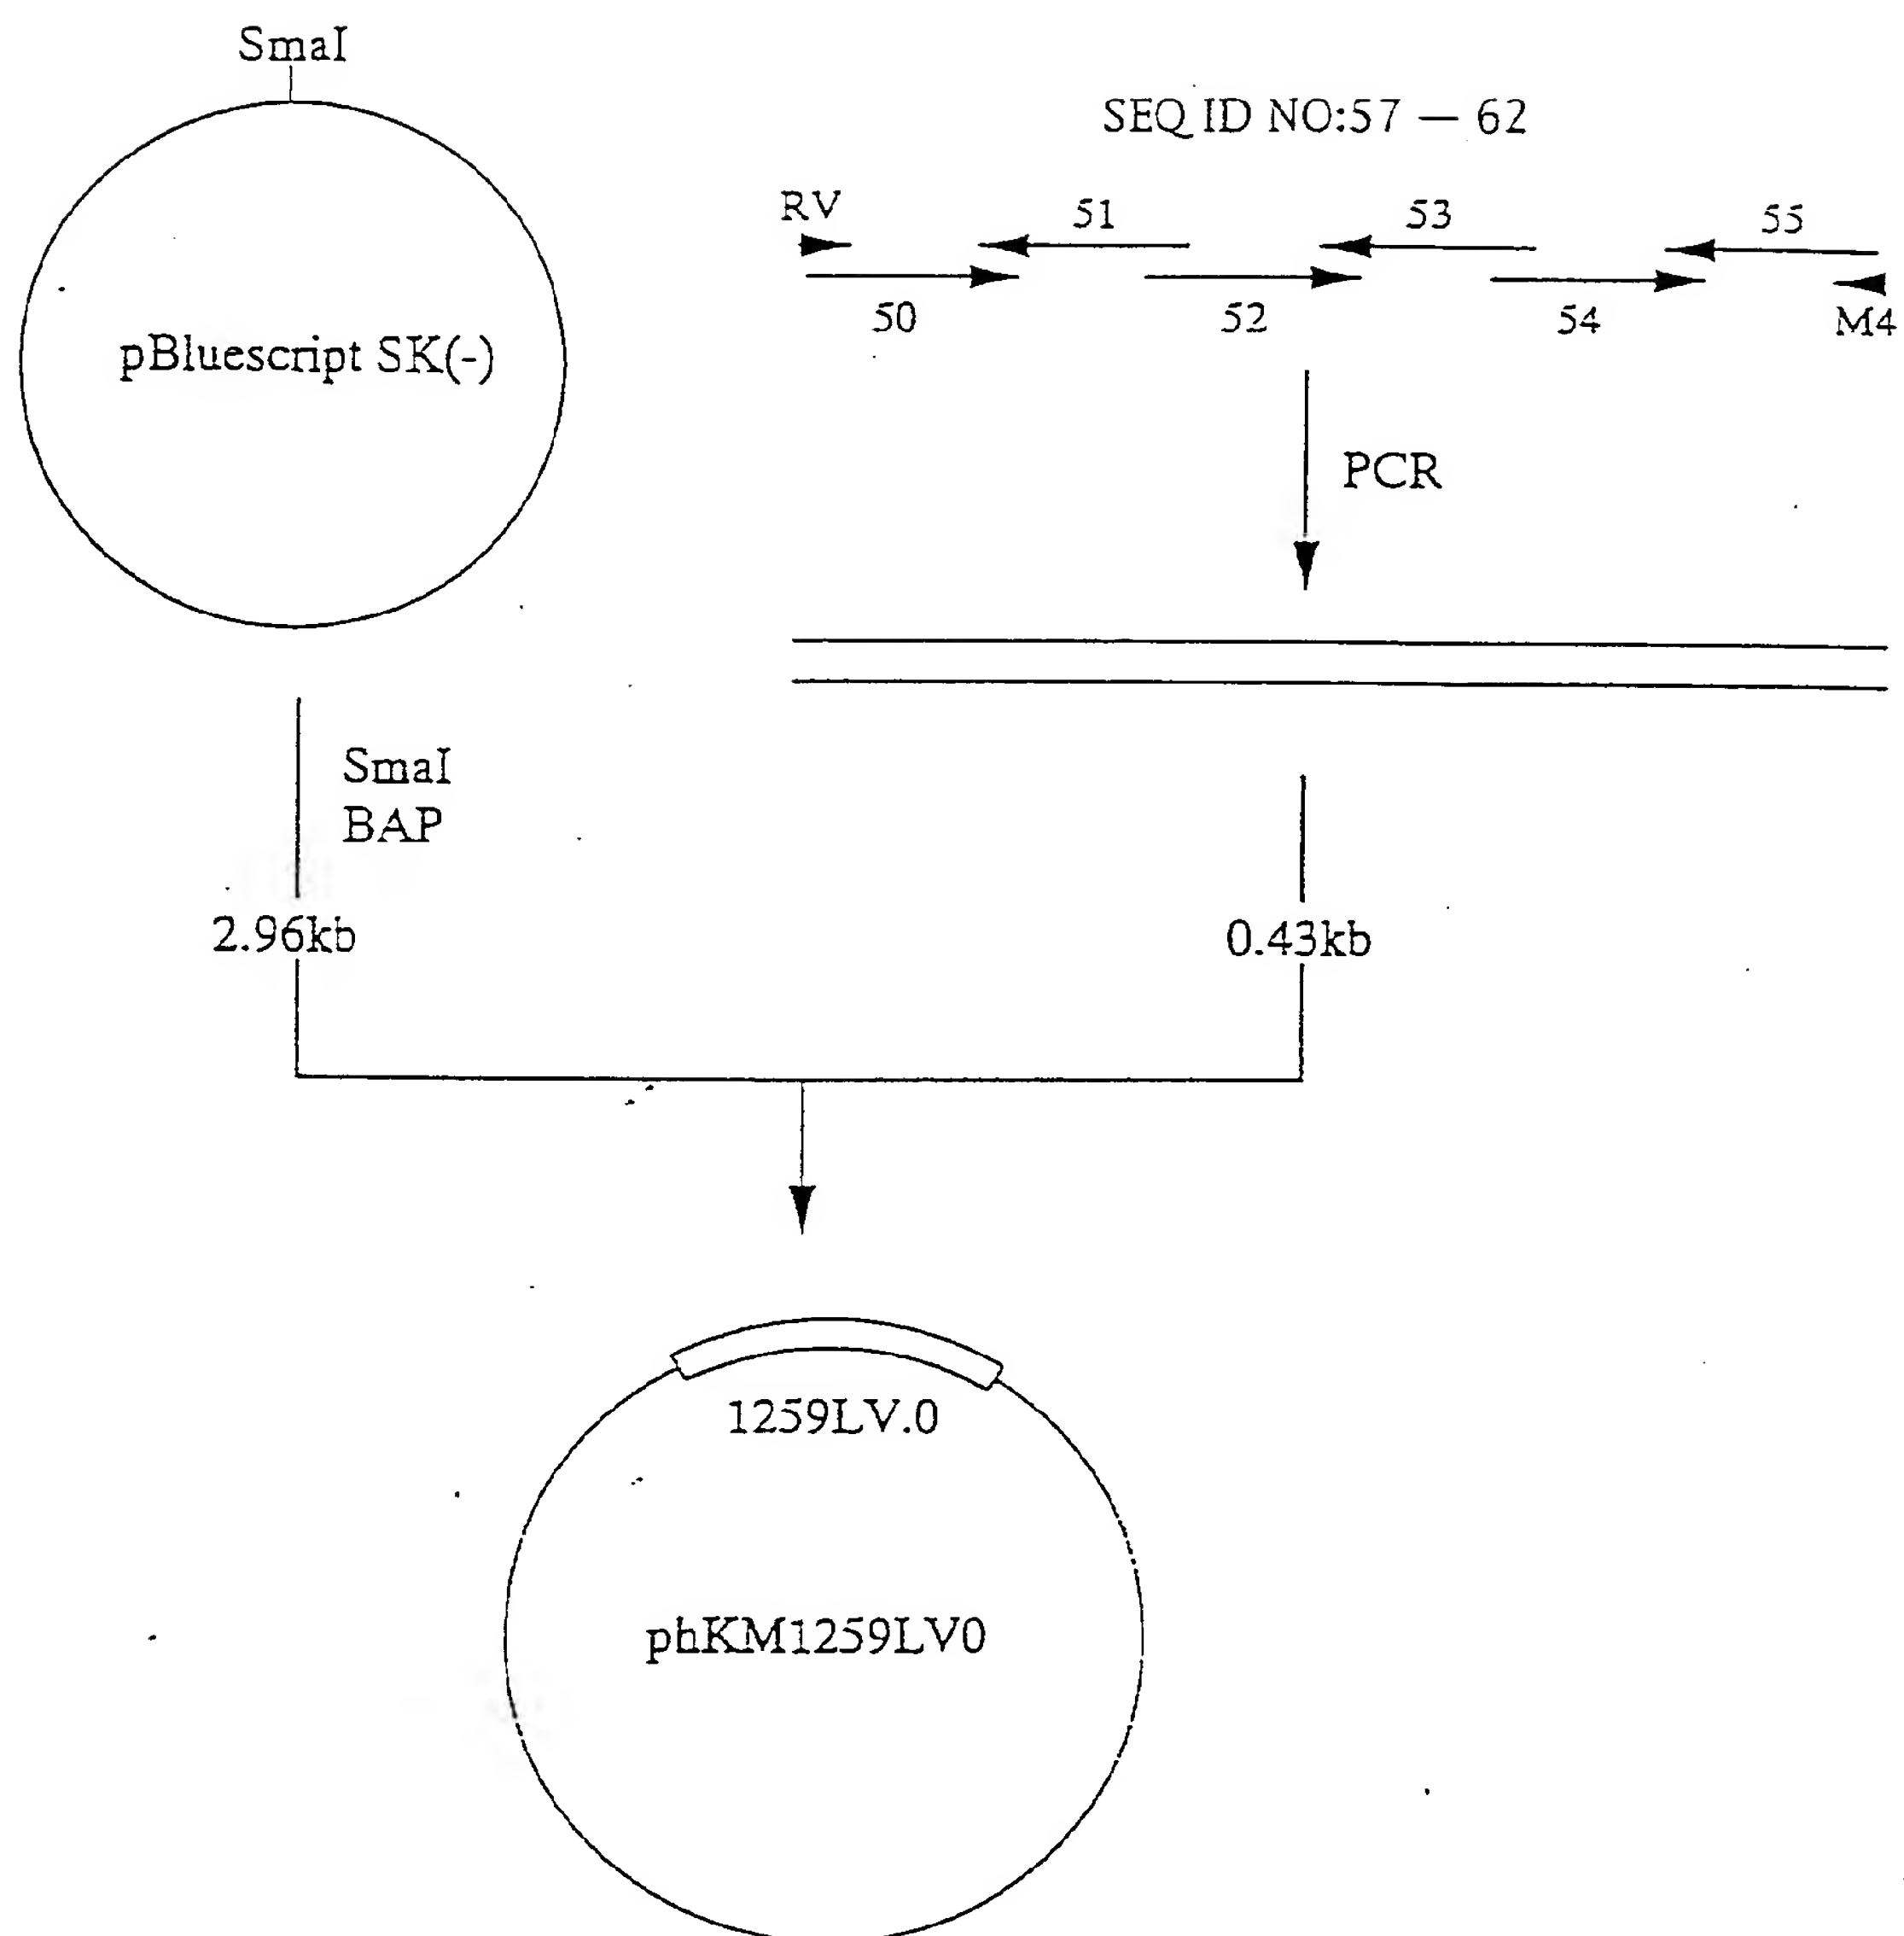 SmaI
SEQ ID NO:57 — 62
RV
51
53
55
50
52
54
M4
pBluescript SK(-)
PCR
SmaI
BAP
2.96kb
0.43kb
1259LV.0
phKM1259LV0